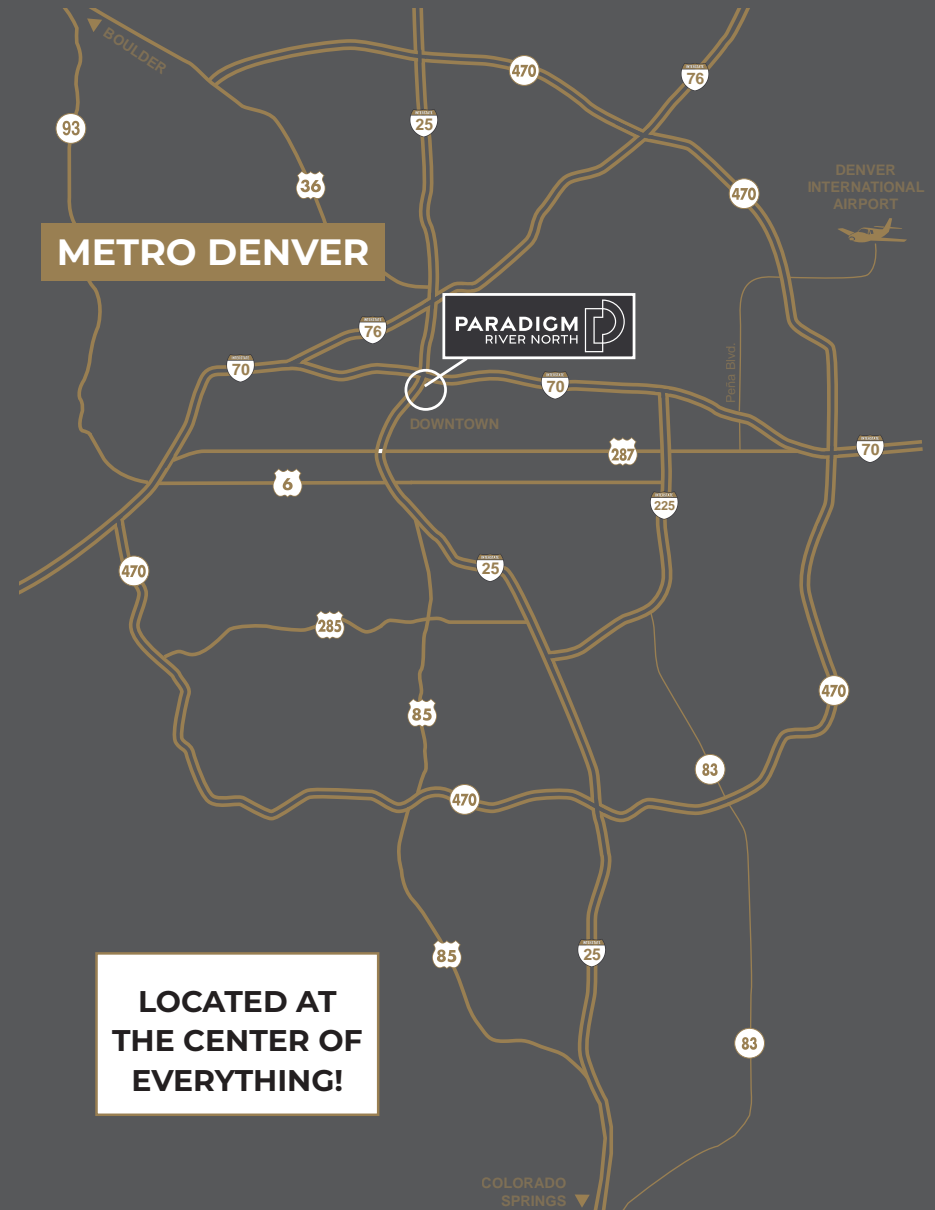 BOULDER
470
76
25
93
36
470
DENVER
INTERNATIONAL
AIRPORT
METRO DENVER
PARADIGM
RIVER NORTH
76
70
70
Peña Blvd.
DOWNTOWN
287
70
6
225
470
25
285
470
85
83
470
85
25
LOCATED AT
THE CENTER OF
EVERYTHING!
83
COLORADO
SPRINGS